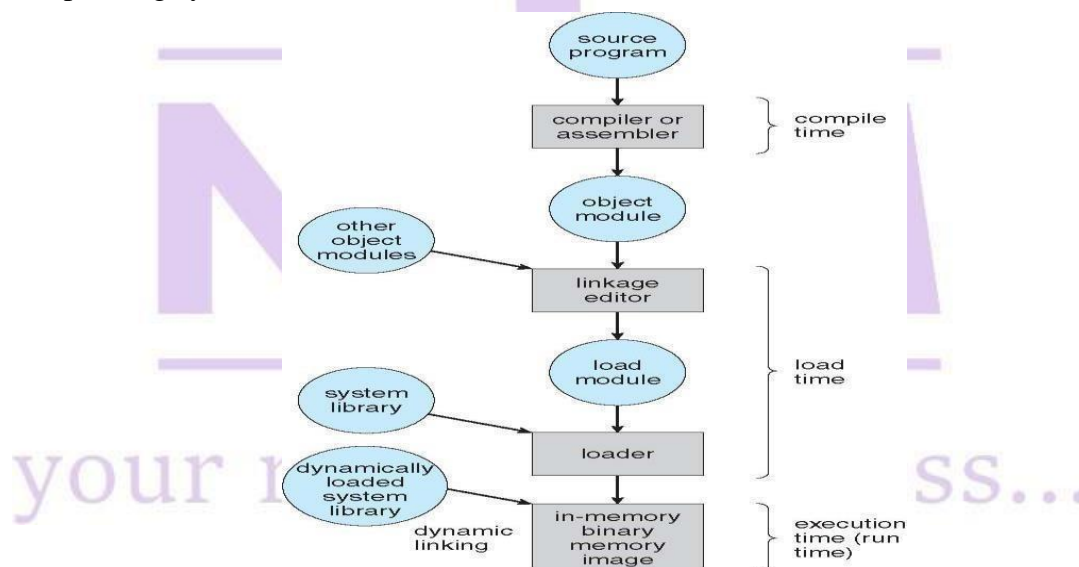 source
program
compiler or
assembler
compile
time
object
module
other
object
modules
linkage
editor
load
module
load
time
system
library
loader
dynamically
loaded
system
library
dynamic
linking
in-memory
binary
memory
image
execution
time (run
time)
your
ss...